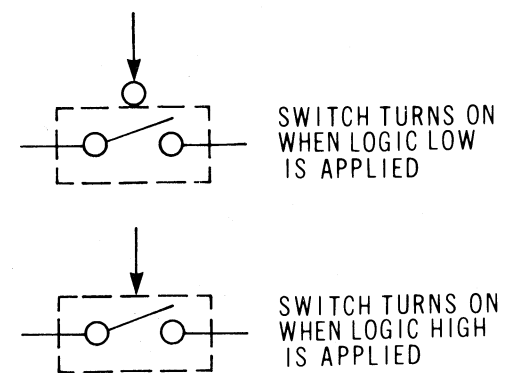 SWITCH TURNS ON
WHEN LOGIC LOW
IS APPLIED
SWITCH TURNS ON
WHEN LOGIC HIGH
IS APPLIED